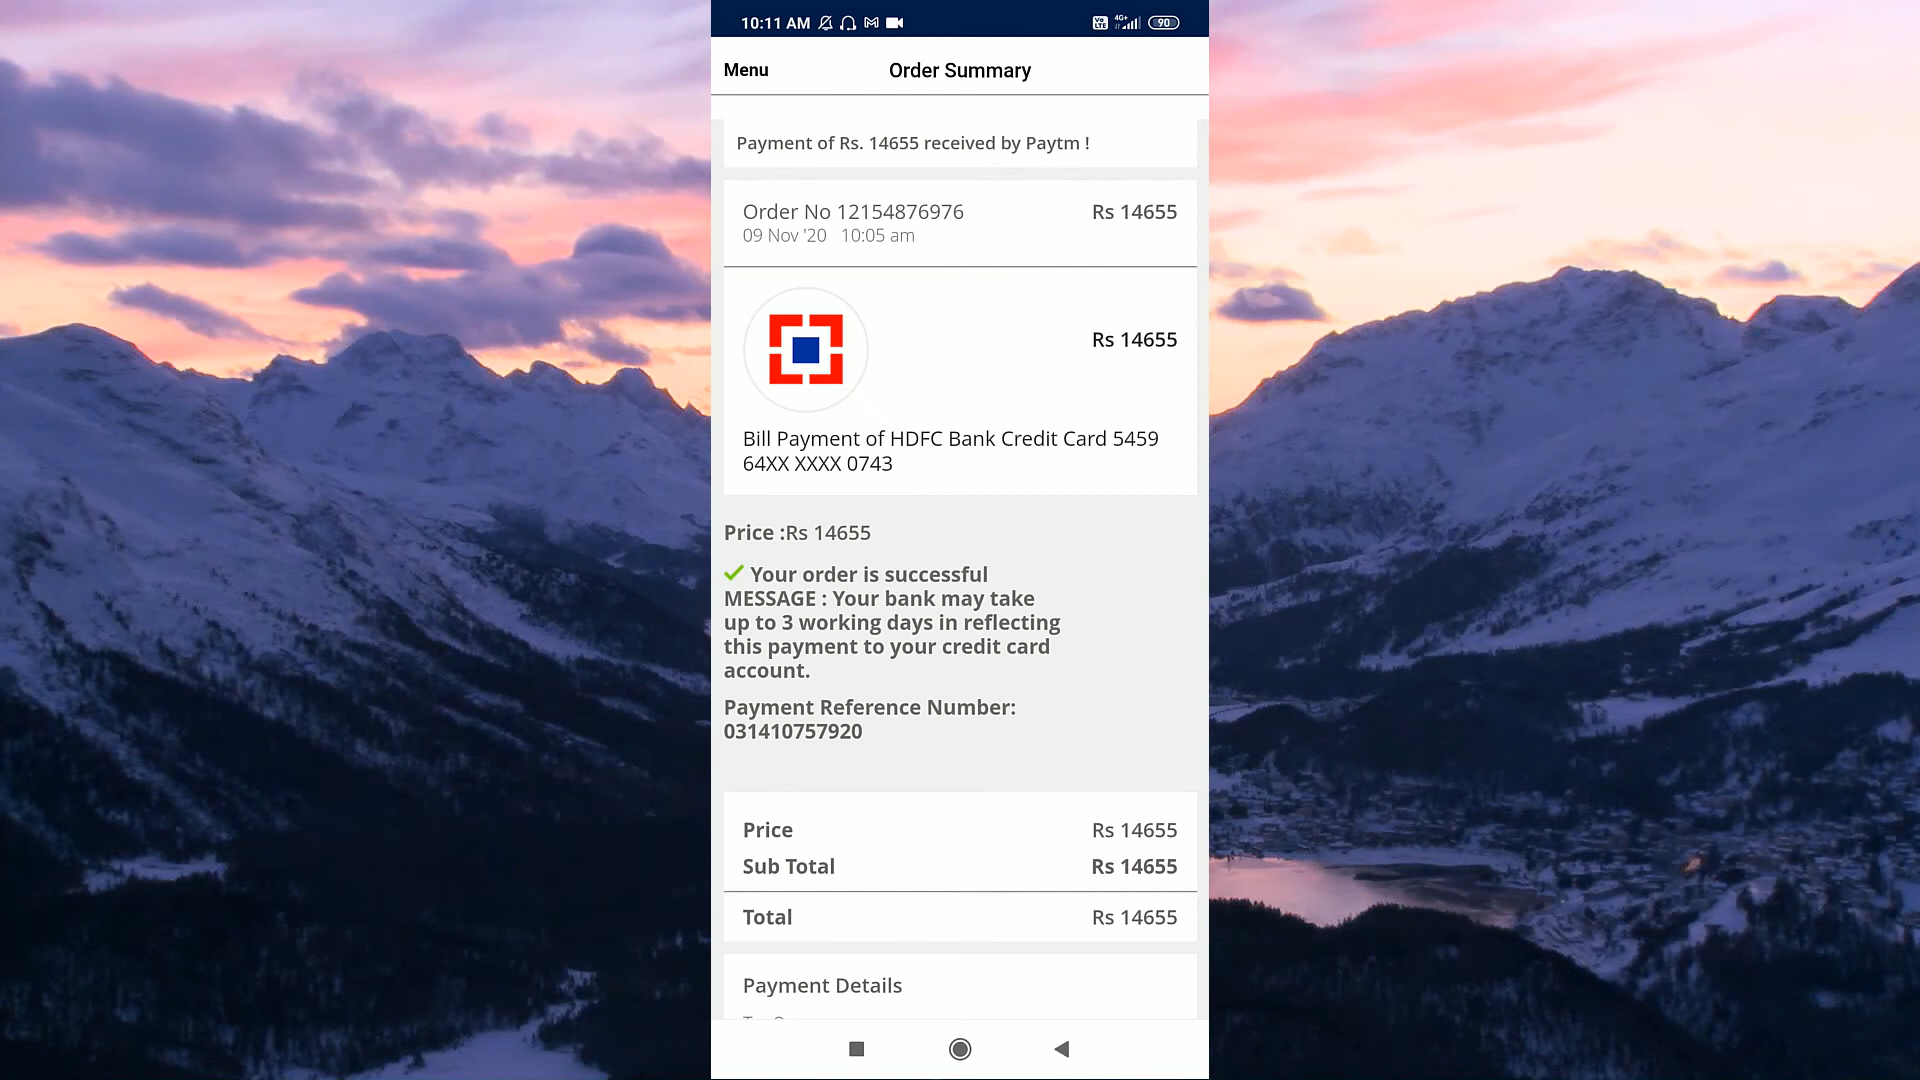 10:11 AM
VoLTE 4G+ 90
Menu
Order Summary
Payment of Rs. 14655 received by Paytm !
Order No 12154876976 Rs 14655
09 Nov '20 10:05 am
Rs 14655
Bill Payment of HDFC Bank Credit Card 5459
64XX XXXX 0743
Price :Rs 14655
Your order is successful
MESSAGE : Your bank may take
up to 3 working days in reflecting
this payment to your credit card
account.
Payment Reference Number:
031410757920
Price Rs 14655
Sub Total Rs 14655
Total Rs 14655
Payment Details